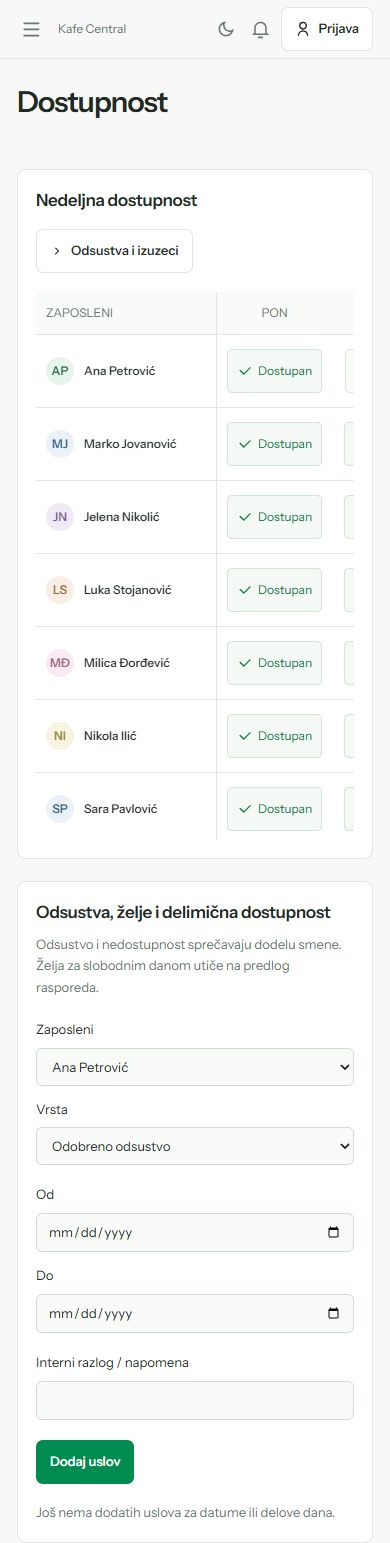 Kafe Central
Prijava
Dostupnost
Nedeljna dostupnost
Odsustva i izuzeci
ZAPOSLENI PON
AP Ana Petrović Dostupan
MJ Marko Jovanović Dostupan
JN Jelena Nikolić Dostupan
LS Luka Stojanović Dostupan
MĐ Milica Đorđević Dostupan
NI Nikola Ilić Dostupan
SP Sara Pavlović Dostupan
Odsustva, želje i delimična dostupnost
Odsustvo i nedostupnost sprečavaju dodelu smene.
Želja za slobodnim danom utiče na predlog
rasporeda.
Zaposleni
Ana Petrović
Vrsta
Odobreno odsustvo
Od
mm/dd/yyyy
Do
mm/dd/yyyy
Interni razlog / napomena
Dodaj uslov
Još nema dodatih uslova za datume ili delove dana.